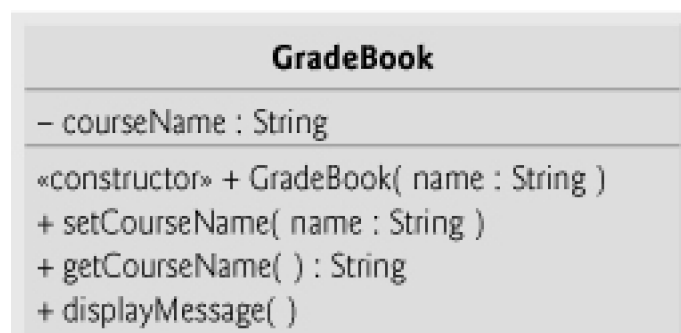 GradeBook
– courseName : String
«constructor» + GradeBook( name : String )
+ setCourseName( name : String )
+ getCourseName( ) : String
+ displayMessage( )